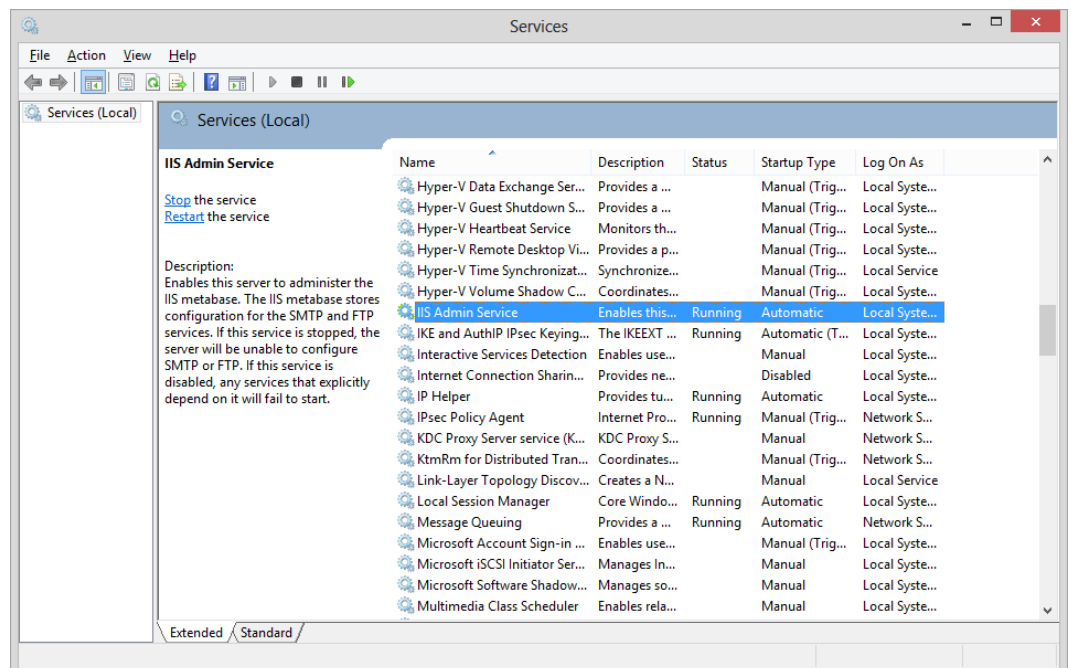 Services
File Action View Help
Services (Local)
Services (Local)
IIS Admin Service
Stop the service
Restart the service
Description:
Enables this server to administer the
IIS metabase. The IIS metabase stores
configuration for the SMTP and FTP
services. If this service is stopped, the
server will be unable to configure
SMTP or FTP. If this service is
disabled, any services that explicitly
depend on it will fail to start.
Name Description Status Startup Type Log On As
Hyper-V Data Exchange Ser... Provides a ... Manual (Trig... Local Syste...
Hyper-V Guest Shutdown S... Provides a ... Manual (Trig... Local Syste...
Hyper-V Heartbeat Service Monitors th... Manual (Trig... Local Syste...
Hyper-V Remote Desktop Vi... Provides a p... Manual (Trig... Local Syste...
Hyper-V Time Synchronizat... Synchronize... Manual (Trig... Local Service
Hyper-V Volume Shadow C... Coordinates... Manual (Trig... Local Syste...
IIS Admin Service Enables this... Running Automatic Local Syste...
IKE and AuthIP IPsec Keying... The IKEEXT ... Running Automatic (T... Local Syste...
Interactive Services Detection Enables use... Manual Local Syste...
Internet Connection Sharin... Provides ne... Disabled Local Syste...
IP Helper Provides tu... Running Automatic Local Syste...
IPsec Policy Agent Internet Pro... Running Manual (Trig... Network S...
KDC Proxy Server service (K... KDC Proxy S... Manual Network S...
KtmRm for Distributed Tran... Coordinates... Manual (Trig... Network S...
Link-Layer Topology Discov... Creates a N... Manual Local Service
Local Session Manager Core Windo... Running Automatic Local Syste...
Message Queuing Provides a ... Running Automatic Network S...
Microsoft Account Sign-in ... Enables use... Manual (Trig... Local Syste...
Microsoft iSCSI Initiator Ser... Manages In... Manual Local Syste...
Microsoft Software Shadow... Manages so... Manual Local Syste...
Multimedia Class Scheduler Enables rela... Manual Local Syste...
Extended Standard